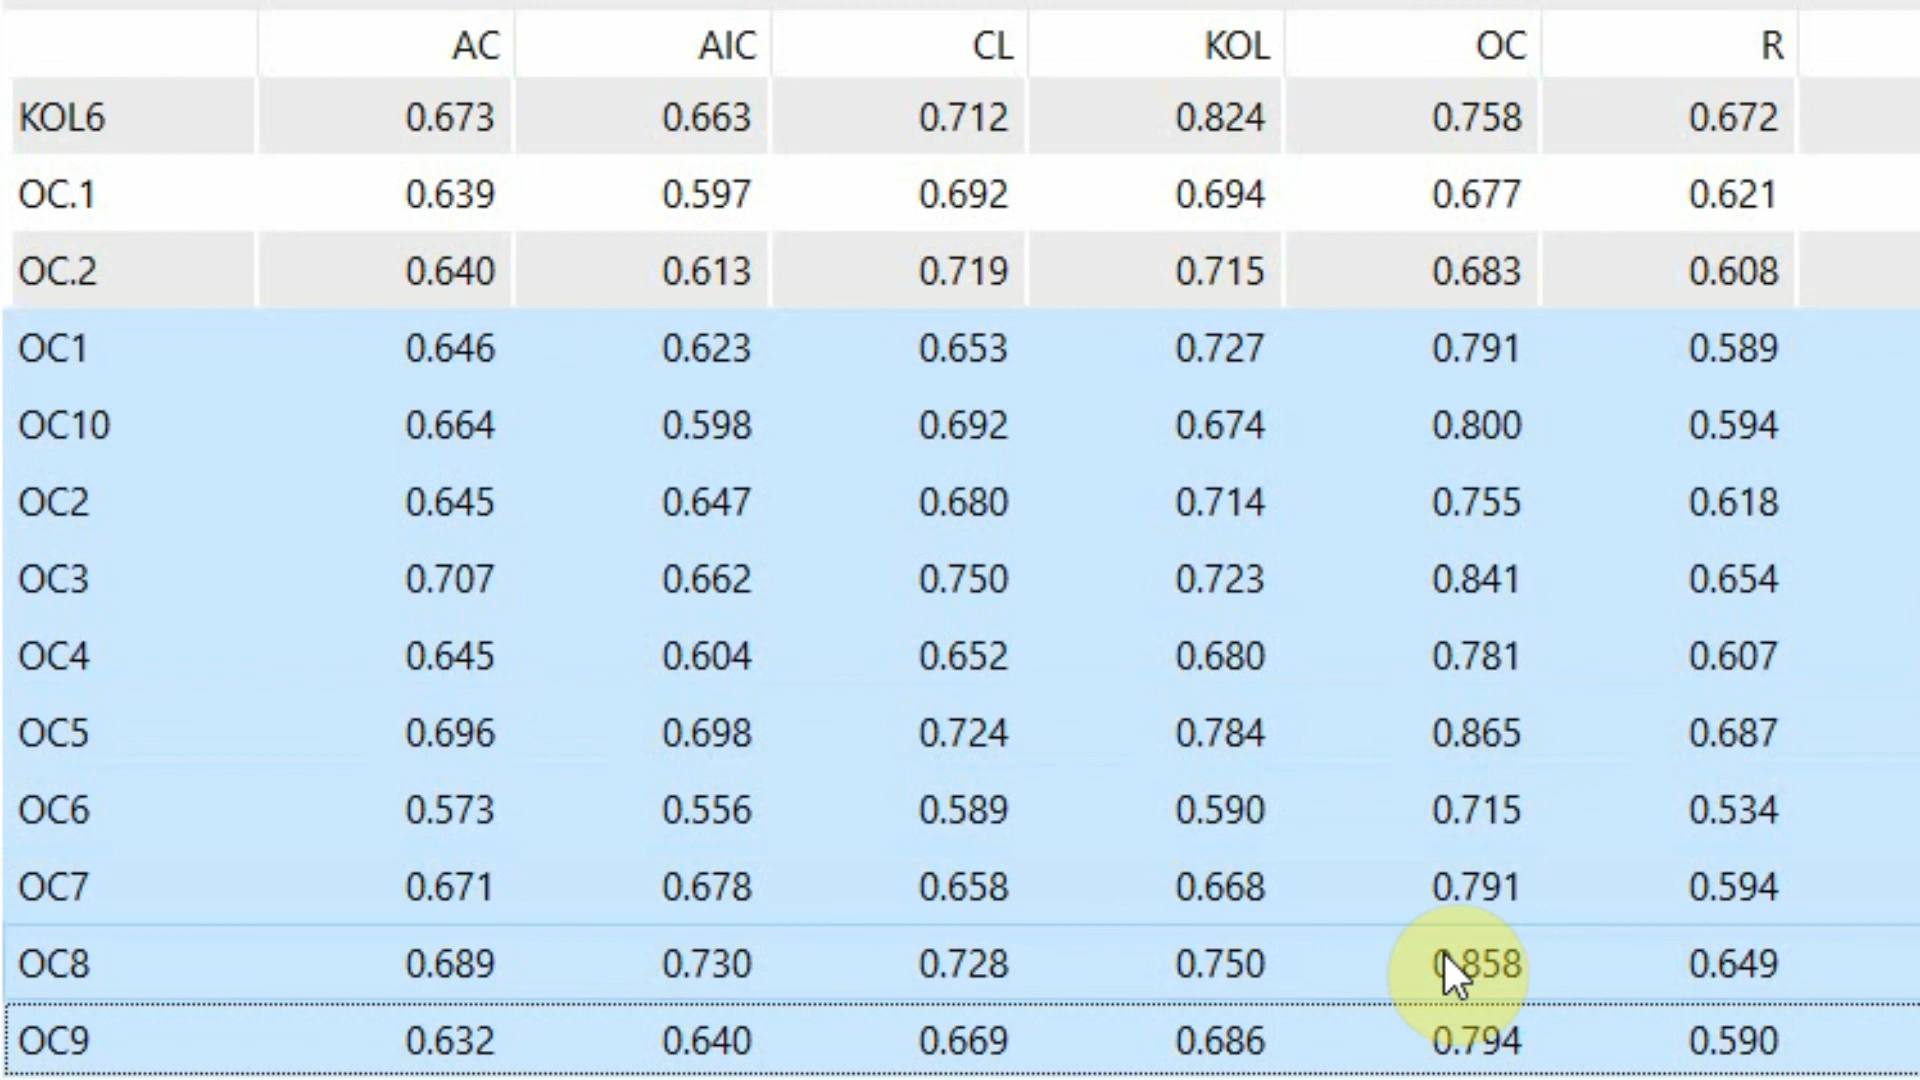 AC AIC CL KOL OC R
KOL6 0.673 0.663 0.712 0.824 0.758 0.672
OC.1 0.639 0.597 0.692 0.694 0.677 0.621
OC.2 0.640 0.613 0.719 0.715 0.683 0.608
OC1 0.646 0.623 0.653 0.727 0.791 0.589
OC10 0.664 0.598 0.692 0.674 0.800 0.594
OC2 0.645 0.647 0.680 0.714 0.755 0.618
OC3 0.707 0.662 0.750 0.723 0.841 0.654
OC4 0.645 0.604 0.652 0.680 0.781 0.607
OC5 0.696 0.698 0.724 0.784 0.865 0.687
OC6 0.573 0.556 0.589 0.590 0.715 0.534
OC7 0.671 0.678 0.658 0.668 0.791 0.594
OC8 0.689 0.730 0.728 0.750 0.858 0.649
OC9 0.632 0.640 0.669 0.686 0.794 0.590